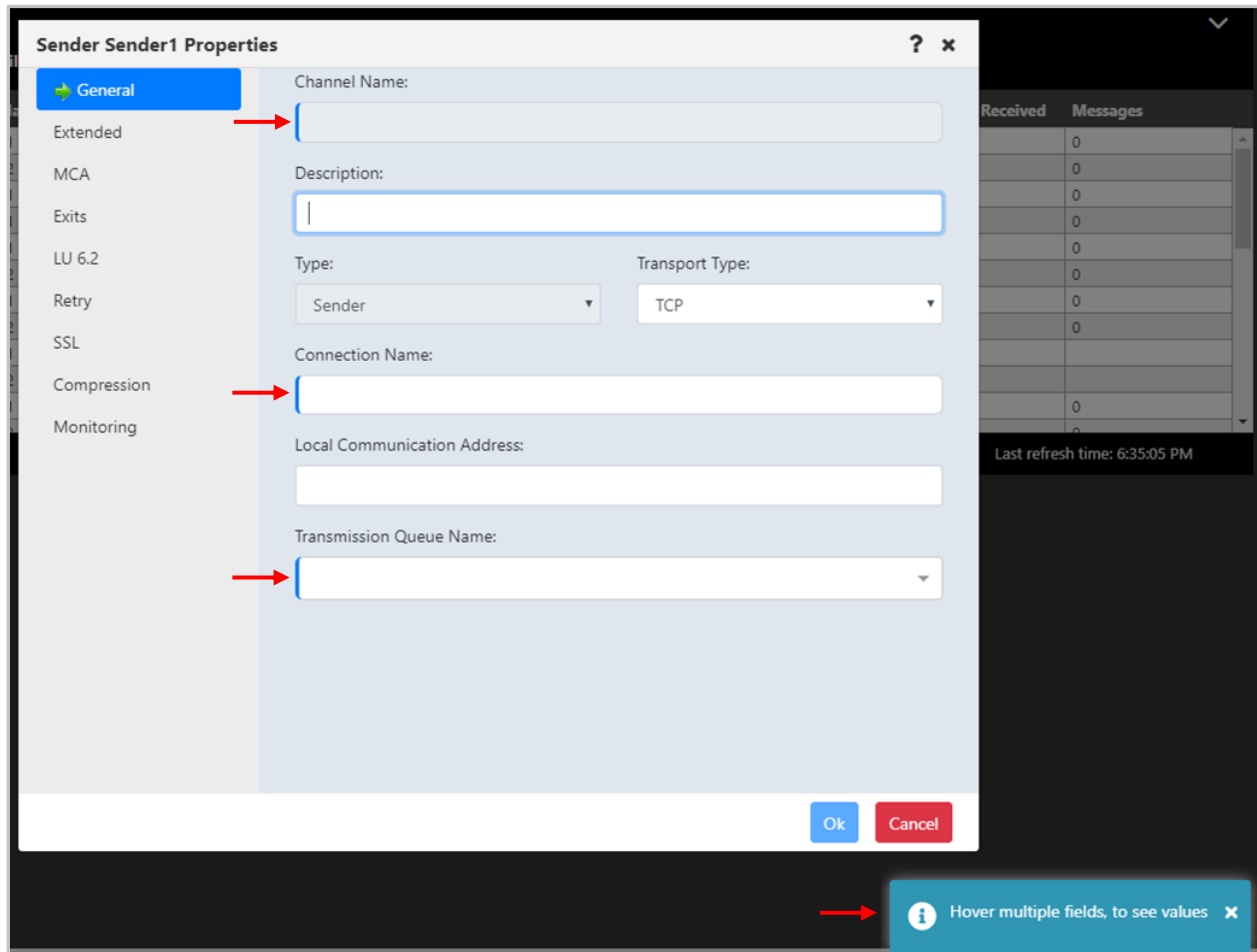 Sender Sender1 Properties
? ×
General
Extended
MCA
Exits
LU 6.2
Retry
SSL
Compression
Monitoring
Channel Name:
Description:
Type:
Transport Type:
Sender
TCP
Connection Name:
Local Communication Address:
Transmission Queue Name:
Ok
Cancel
Received
Messages
0
0
0
0
0
0
0
0
0
Last refresh time: 6:35:05 PM
Hover multiple fields, to see values ×